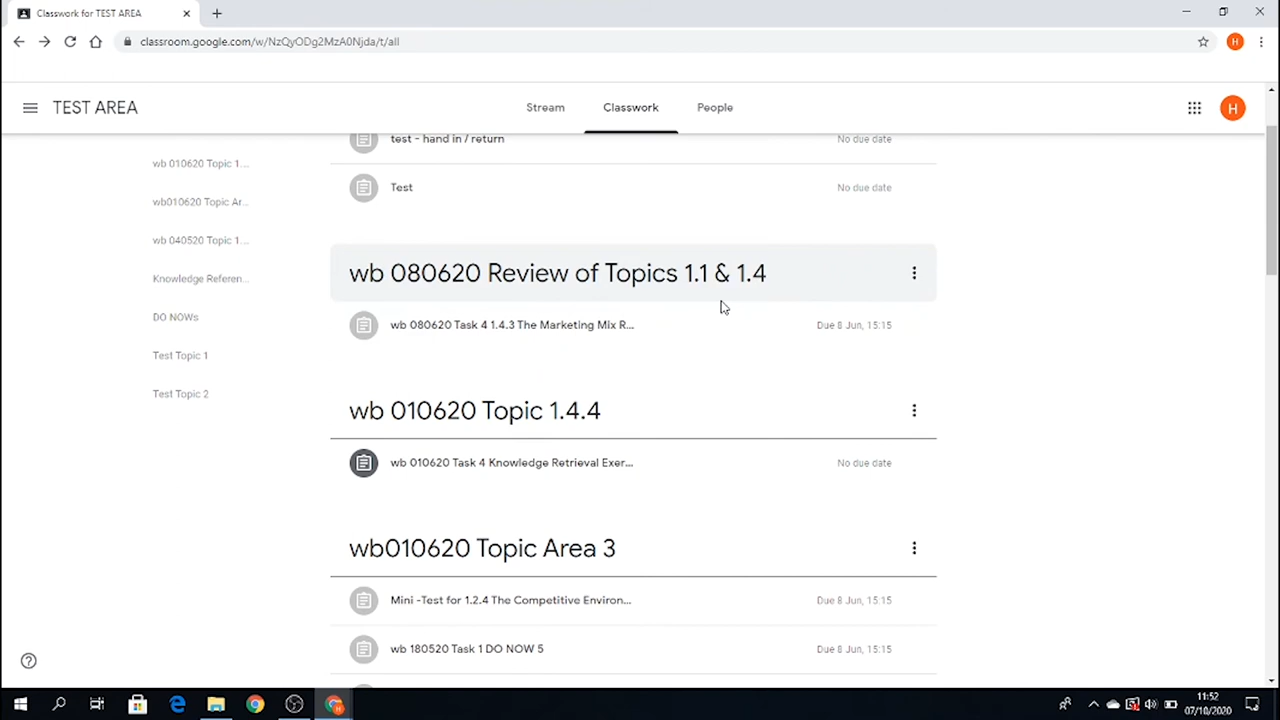 Classwork for TEST AREA
classroom.google.com/w/NzQyODg2MzA0Njda/t/all
H
TEST AREA
Stream
Classwork
People
H
wb 010620 Topic 1...
wb010620 Topic Ar...
wb 040520 Topic 1...
Knowledge Referen...
DO NOWs
Test Topic 1
Test Topic 2
test - hand in / return
No due date
Test
No due date
wb 080620 Review of Topics 1.1 & 1.4
wb 080620 Task 4 1.4.3 The Marketing Mix R...
Due 8 Jun, 15:15
wb 010620 Topic 1.4.4
wb 010620 Task 4 Knowledge Retrieval Exer...
No due date
wb010620 Topic Area 3
Mini -Test for 1.2.4 The Competitive Environ...
Due 8 Jun, 15:15
wb 180520 Task 1 DO NOW 5
Due 8 Jun, 15:15
11:52
07/10/2020